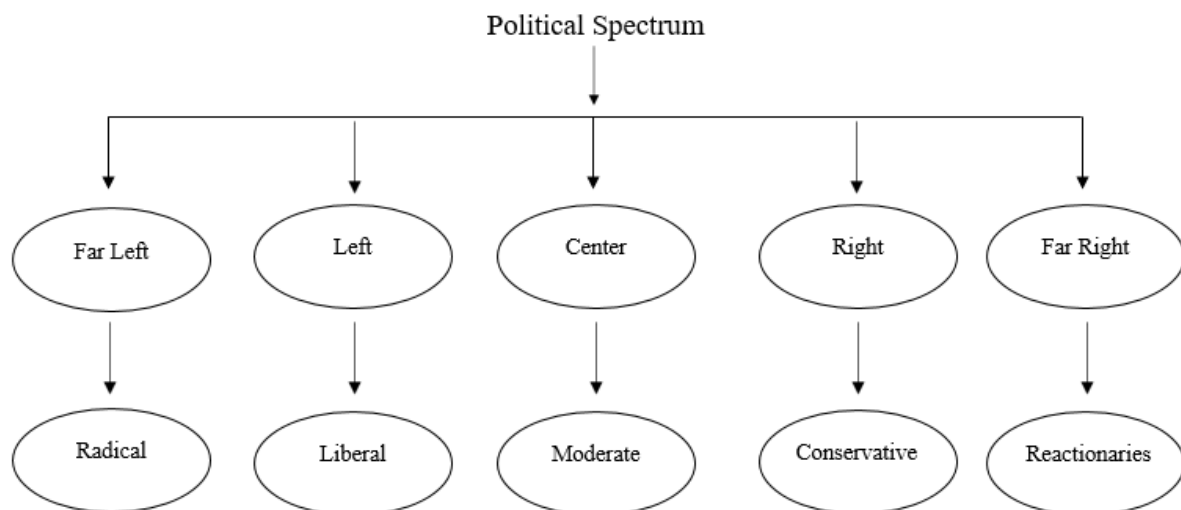 Political Spectrum
Far Left
Left
Center
Right
Far Right
Radical
Liberal
Moderate
Conservative
Reactionaries